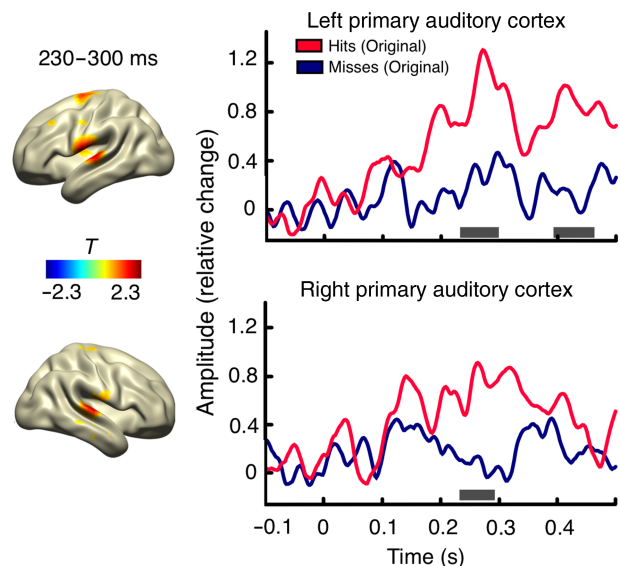 Left primary auditory cortex
230–300 ms
Hits (Original)
Misses (Original)
1.2
0.8
0.4
0
T
−2.3 2.3
Amplitude (relative change)
Right primary auditory cortex
1.2
0.8
0.4
0
−0.1 0 0.1 0.2 0.3 0.4
Time (s)